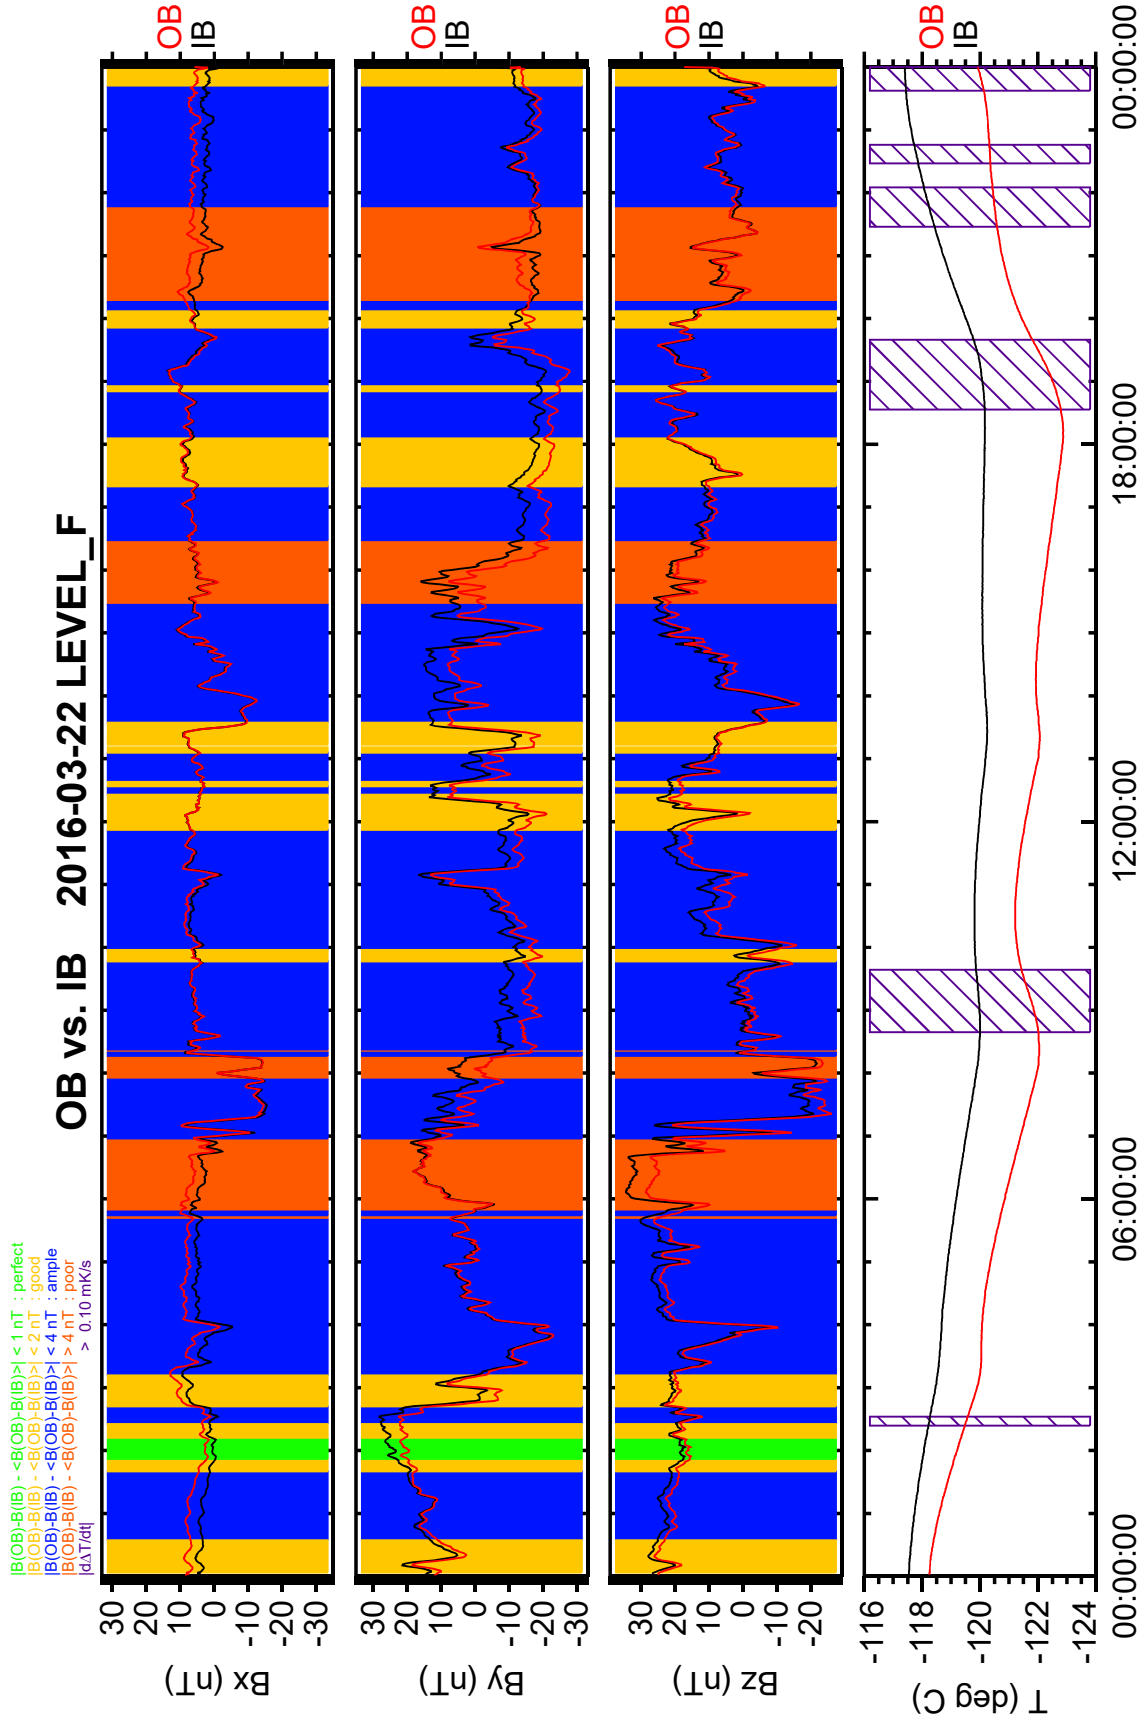 OB vs. IB 2016-03-22 LEVEL_F
|B(OB)-B(IB) - <B(OB)-B(IB)>| < 1 nT : perfect
|B(OB)-B(IB) - <B(OB)-B(IB)>| < 2 nT : good
|B(OB)-B(IB) - <B(OB)-B(IB)>| < 4 nT : ample
|B(OB)-B(IB) - <B(OB)-B(IB)>| > 4 nT : poor
|dΔT/dt| > 0.10 mK/s
Bx (nT)
30
20
10
0
-10
-20
-30
OB
IB
By (nT)
30
20
10
0
-10
-20
-30
OB
IB
Bz (nT)
30
20
10
0
-10
-20
OB
IB
T (deg C)
-116
-118
-120
-122
-124
OB
IB
00:00:00 06:00:00 12:00:00 18:00:00 00:00:00